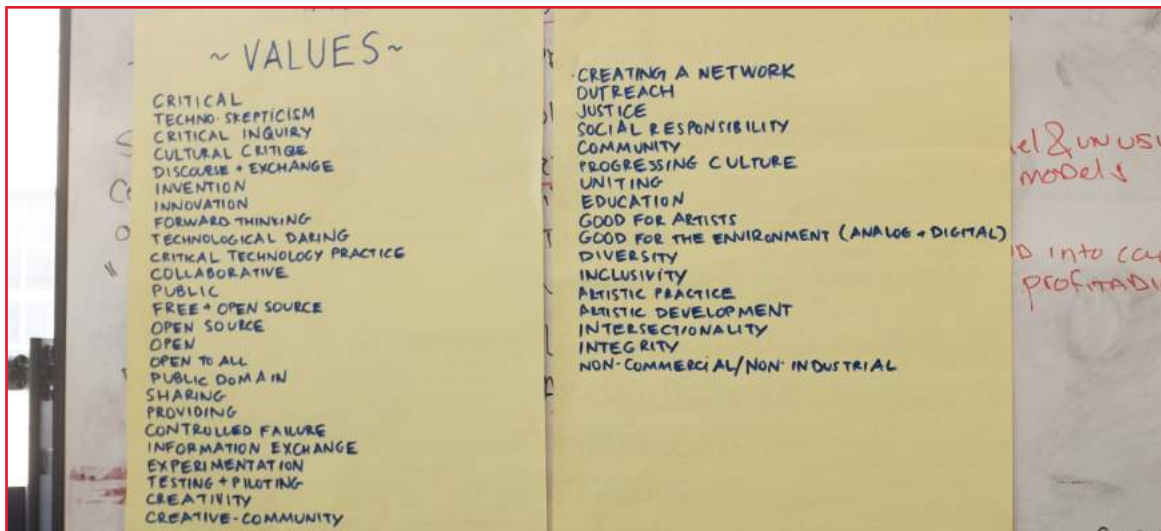 ~ VALUES ~
CRITICAL
TECHNO-SKEPTICISM
CRITICAL INQUIRY
CULTURAL CRITIQE
DISCOURSE + EXCHANGE
INVENTION
INNOVATION
FORWARD THINKING
TECHNOLOGICAL DARING
CRITICAL TECHNOLOGY PRACTICE
COLLABORATIVE
PUBLIC
FREE + OPEN SOURCE
OPEN SOURCE
OPEN
OPEN TO ALL
PUBLIC DOMAIN
SHARING
PROVIDING
CONTROLLED FAILURE
INFORMATION EXCHANGE
EXPERIMENTATION
TESTING + PILOTING
CREATIVITY
CREATIVE-COMMUNITY
CREATING A NETWORK
OUTREACH
JUSTICE
SOCIAL RESPONSIBILITY
COMMUNITY
PROGRESSING CULTURE
UNITING
EDUCATION
GOOD FOR ARTISTS
GOOD FOR THE ENVIRONMENT (ANALOG + DIGITAL)
DIVERSITY
INCLUSIVITY
ARTISTIC PRACTICE
ARTISTIC DEVELOPMENT
INTERSECTIONALITY
INTEGRITY
NON-COMMERCIAL/NON-INDUSTRIAL
models
into